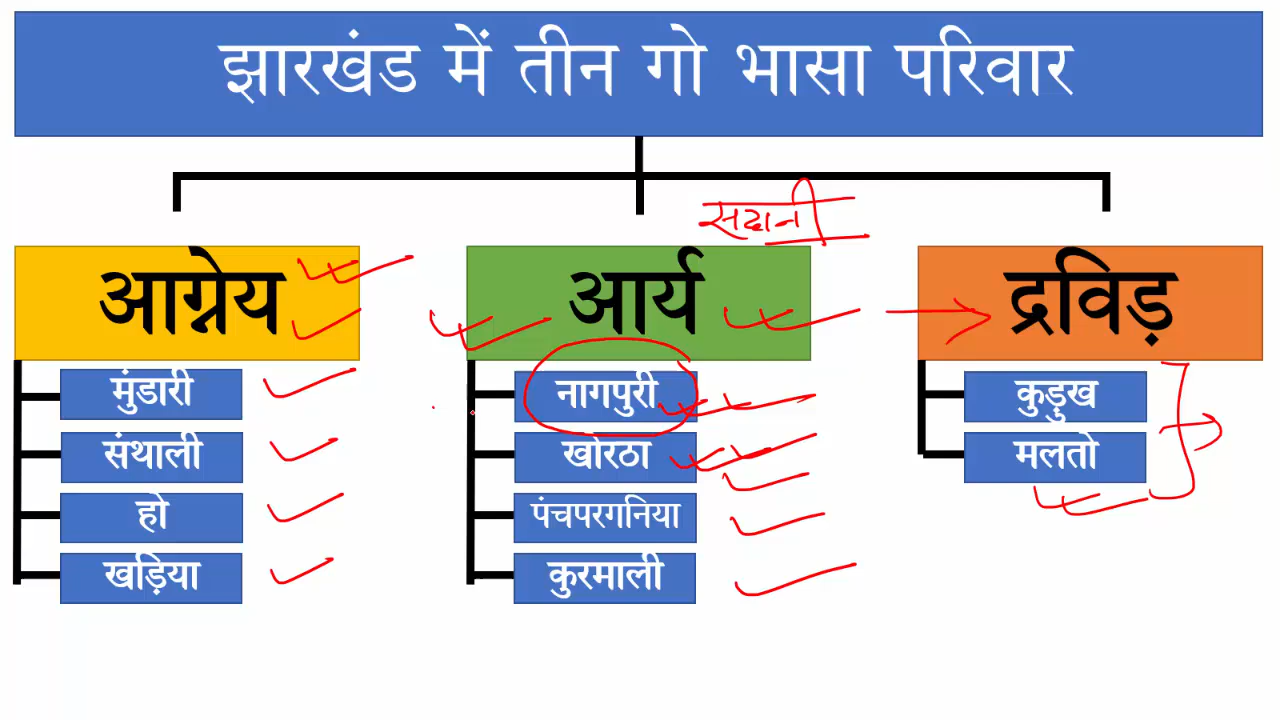 झारखंड में तीन गो भासा परिवार
सदानी
आग्नेय
आर्य
द्रविड़
मुंडारी
संथाली
हो
खड़िया
नागपुरी
खोरठा
पंचपरगनिया
कुरमाली
कुड़ुख
मलतो